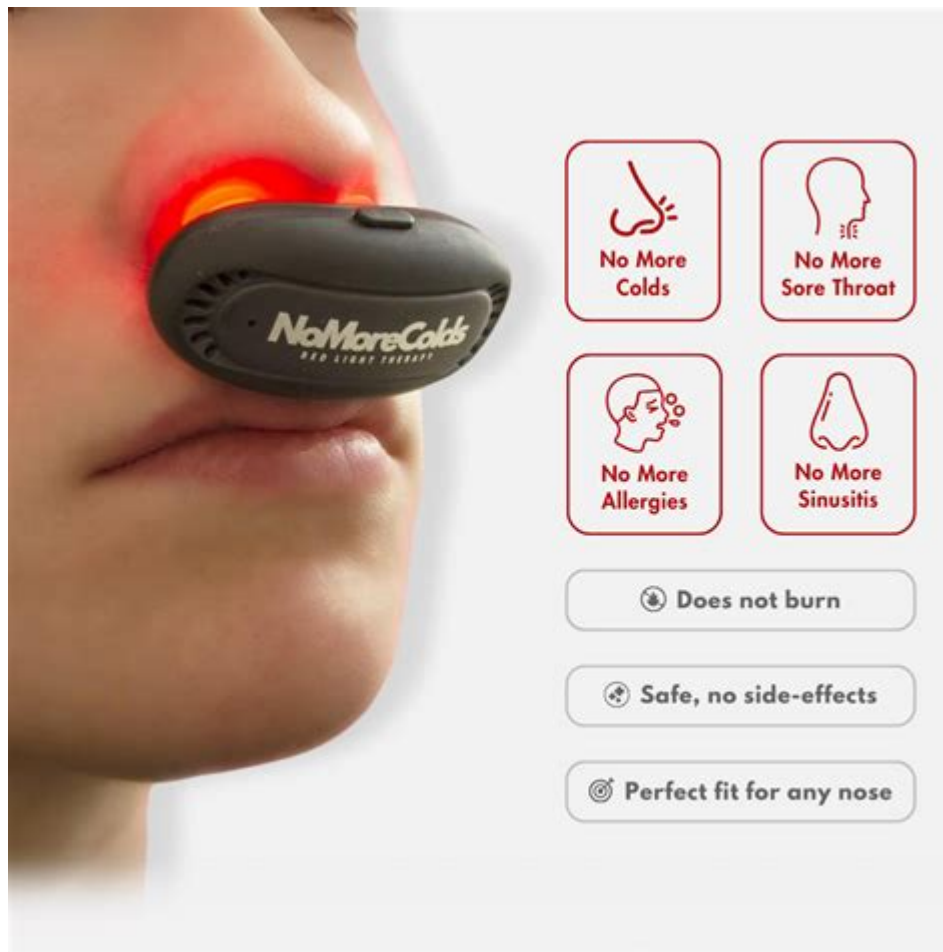 NoMoreColds
RED LIGHT THERAPY
No More
Colds
No More
Sore Throat
No More
Allergies
No More
Sinusitis
Does not burn
Safe, no side-effects
Perfect fit for any nose